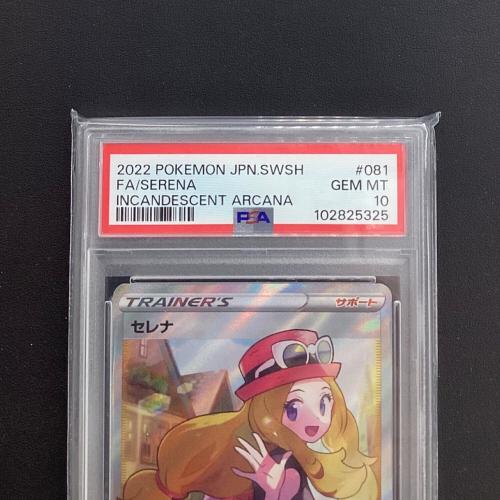 2022 POKEMON JPN.SWSH #081
FA/SERENA GEM MT
INCANDESCENT ARCANA 10
PSA 102825325
TRAINER'S サポート
セレナ